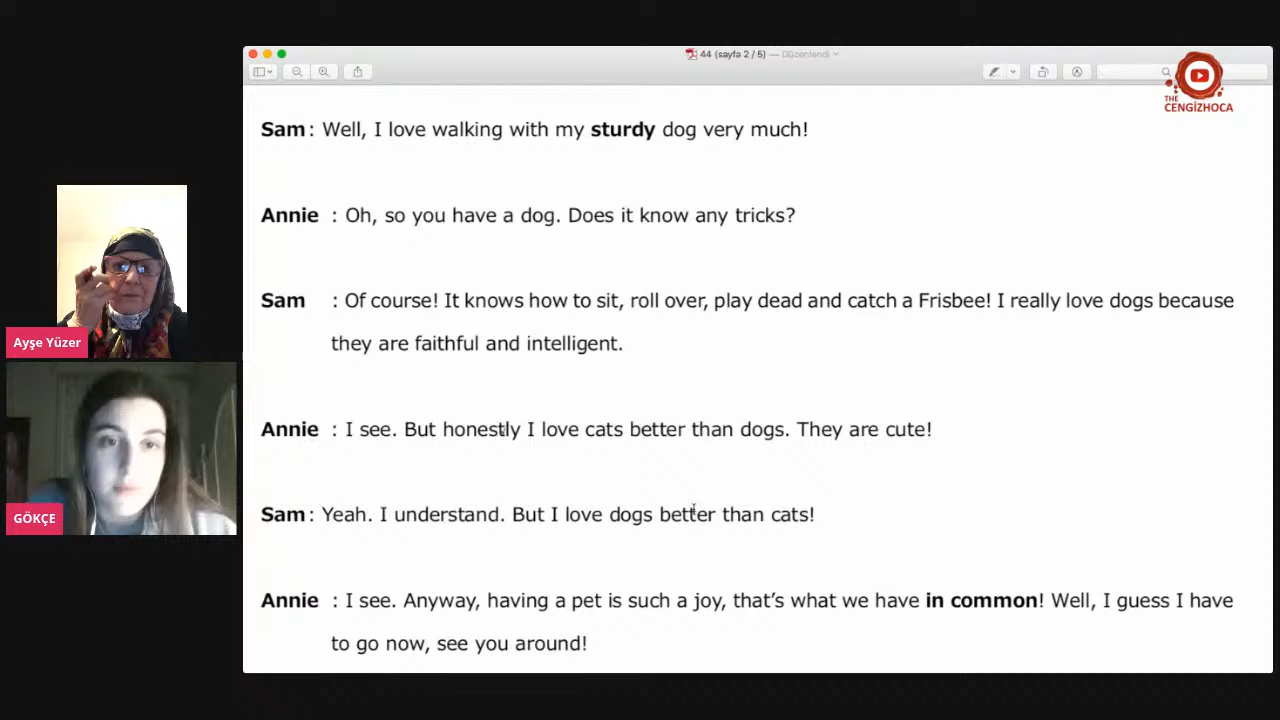 44 (sayfa 2 / 5) — Düzenlendi
THE
CENGİZHOCA
Sam : Well, I love walking with my sturdy dog very much!
Annie : Oh, so you have a dog. Does it know any tricks?
Sam : Of course! It knows how to sit, roll over, play dead and catch a Frisbee! I really love dogs because
they are faithful and intelligent.
Annie : I see. But honestly I love cats better than dogs. They are cute!
Sam : Yeah. I understand. But I love dogs better than cats!
Annie : I see. Anyway, having a pet is such a joy, that's what we have in common! Well, I guess I have
to go now, see you around!
Ayşe Yüzer
GÖKÇE